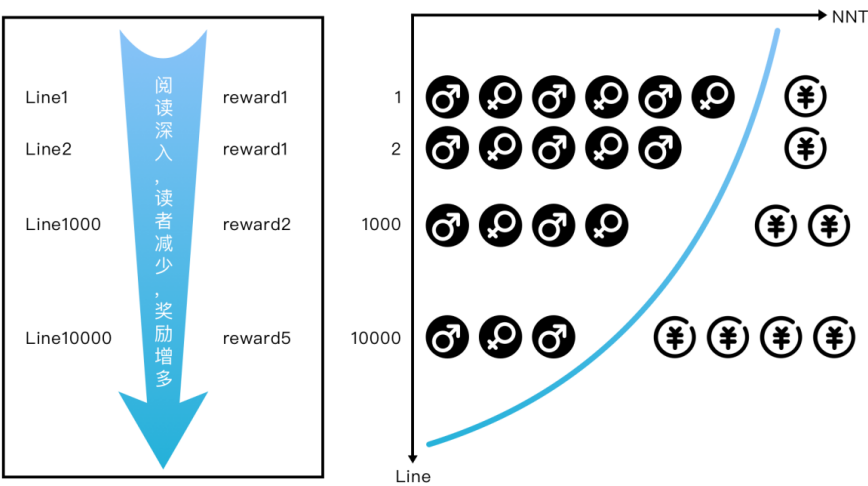 Line1
reward1
Line2
reward1
Line1000
reward2
Line10000
reward5
阅读深入，读者减少，奖励增多
NNT
1
2
1000
10000
Line